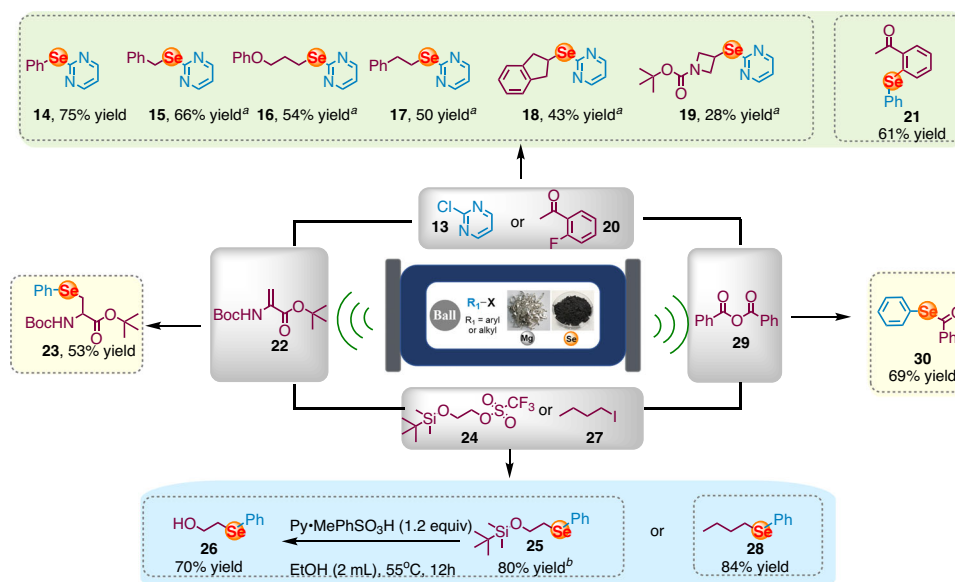 Ph Se N N
Ph Se N N
PhO Se N N
Ph Se N N
Se N N
O O N Se N N
O Se Ph
14, 75% yield
15, 66% yieldᵃ
16, 54% yieldᵃ
17, 50 yieldᵃ
18, 43% yieldᵃ
19, 28% yieldᵃ
21
61% yield
Cl N N
13
or
O F
20
Ph Se
BocHN O O
23, 53% yield
BocHN O O
22
Ball
R₁–X
R₁ = aryl
or alkyl
Mg
Se
O O
Ph O Ph
29
Se O
Ph
30
69% yield
Si O O S CF₃ O O
24
or
I
27
HO Se Ph
26
70% yield
Py•MePhSO₃H (1.2 equiv)
EtOH (2 mL), 55°C, 12h
Si O Se Ph
25
80% yieldᵇ
or
Se Ph
28
84% yield